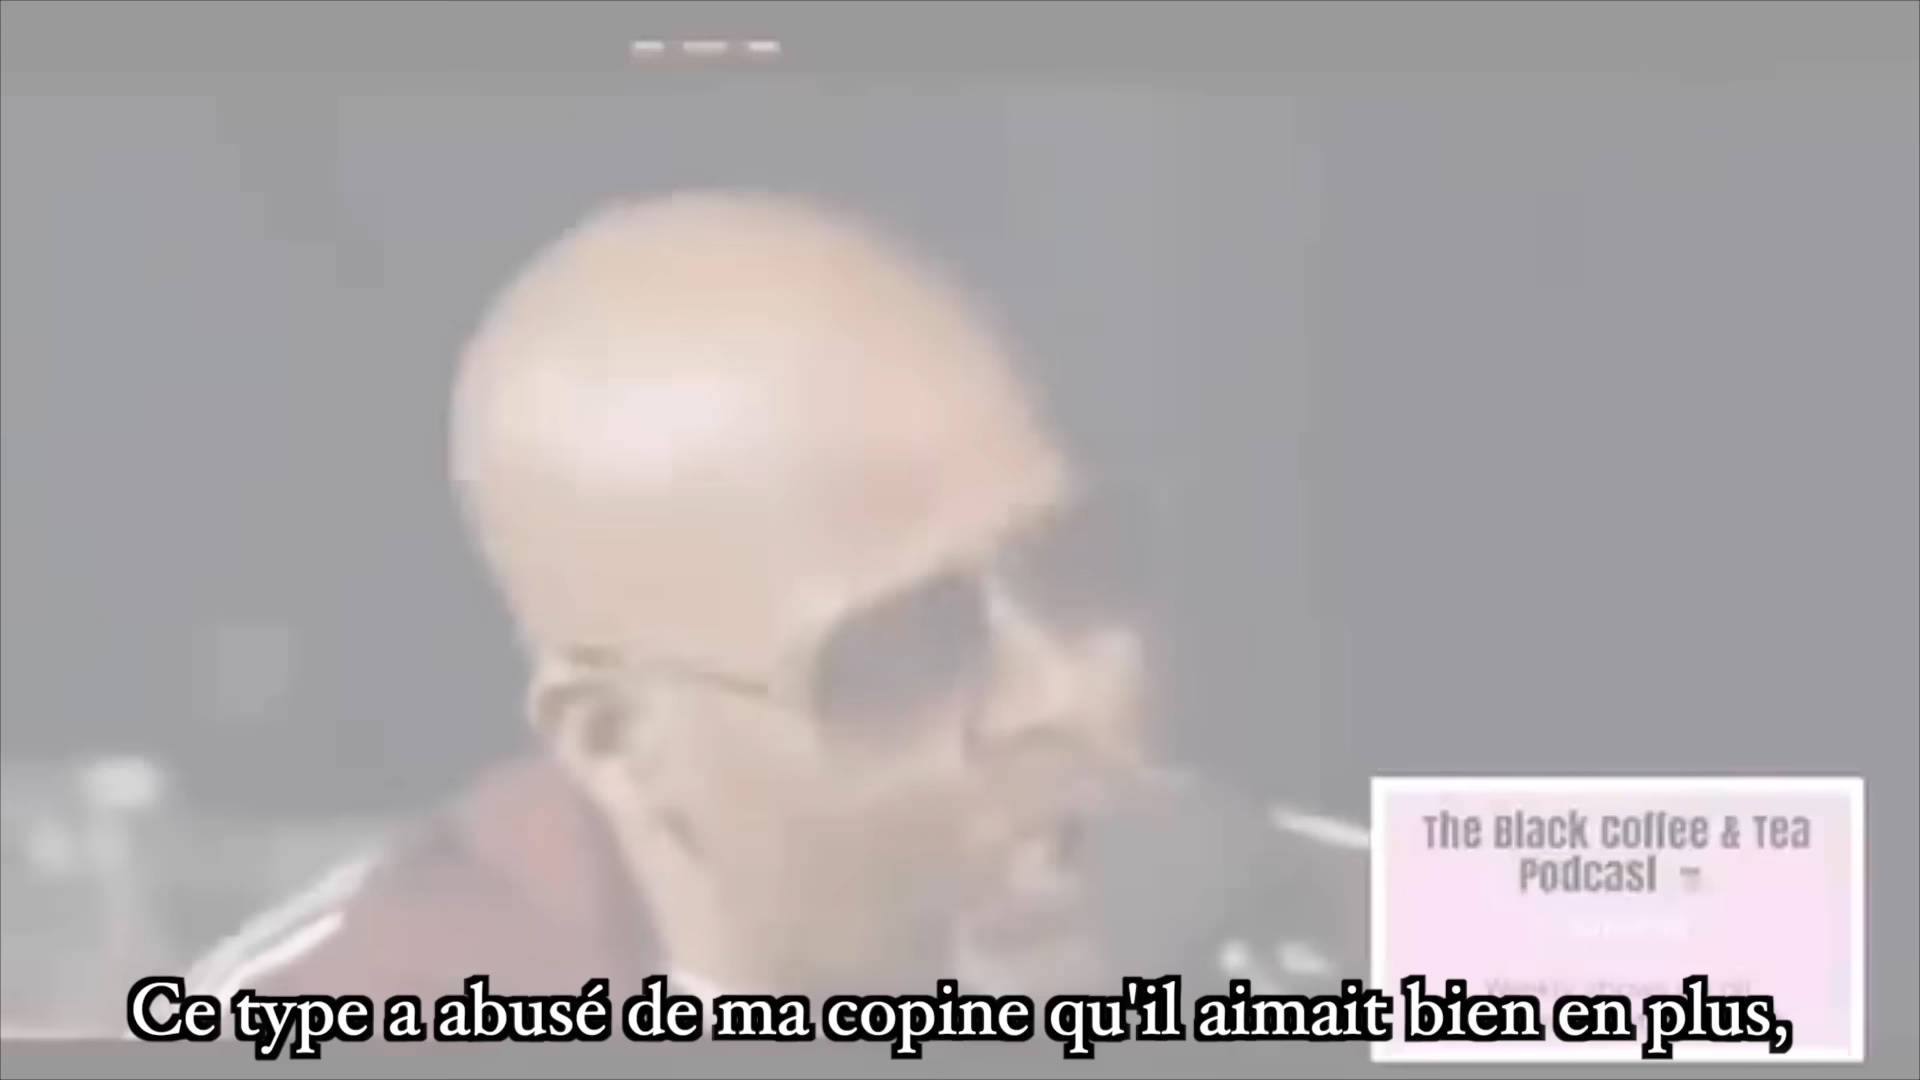 The Black Coffee & Tea
Podcast
Ce type a abusé de ma copine qu'il aimait bien en plus,